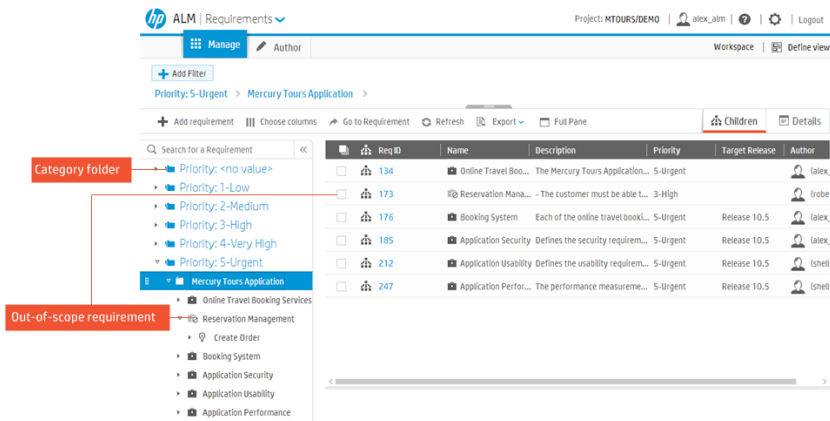 hp ALM | Requirements
Project: MTOURS/DEMO | alex_alm | ? | Logout
Manage Author
Workspace | Define view
+ Add Filter
Priority: 5-Urgent > Mercury Tours Application >
+ Add requirement Choose columns Go to Requirement Refresh Export Full Pane Children Details
Search for a Requirement « Req ID Name Description Priority Target Release Author
Category folder
Priority: <no value>
Priority: 1-Low
Priority: 2-Medium
Priority: 3-High
Priority: 4-Very High
Priority: 5-Urgent
Mercury Tours Application
Online Travel Booking Services
Out-of-scope requirement
Reservation Management
Create Order
Booking System
Application Security
Application Usability
Application Performance
134 Online Travel Boo... The Mercury Tours Application... 5-Urgent (alex_
173 Reservation Mana... - The customer must be able t... 3-High (robe
176 Booking System Each of the online travel booki... 5-Urgent Release 10.5 (alex_
185 Application Security Defines the security requirem... 5-Urgent Release 10.5 (alex_
212 Application Usability Defines the usability requirem... 5-Urgent Release 10.5 (shell
247 Application Perfor... The performance measureme... 5-Urgent Release 10.5 (shell